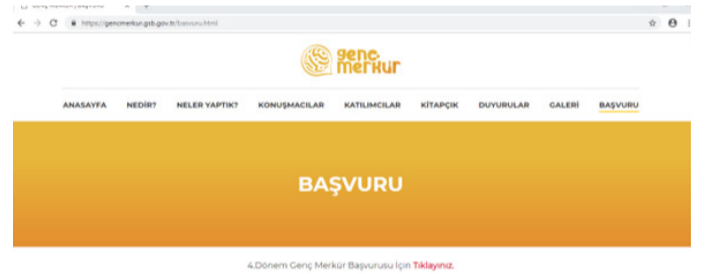 https://gencmerkur.gsb.gov.tr/basvuru.html
genç
merkur
ANASAYFA NEDİR? NELER YAPTIK? KONUŞMACILAR KATILIMCILAR KİTAPÇIK DUYURULAR GALERİ BAŞVURU
BAŞVURU
4.Dönem Genç Merkür Başvurusu İçin Tıklayınız.